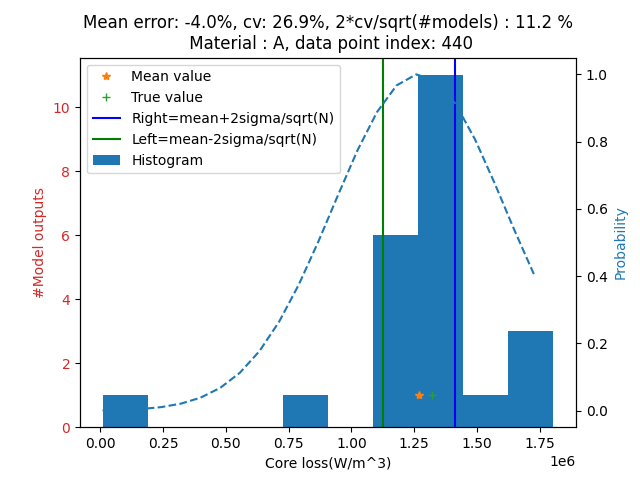 Mean error: -4.0%, cv: 26.9%, 2*cv/sqrt(#models) : 11.2 %
Material : A, data point index: 440
Mean value
True value
Right=mean+2sigma/sqrt(N)
Left=mean-2sigma/sqrt(N)
Histogram
#Model outputs
0
2
4
6
8
10
Probability
0.0
0.2
0.4
0.6
0.8
1.0
0.00
0.25
0.50
0.75
1.00
1.25
1.50
1.75
1e6
Core loss(W/m^3)